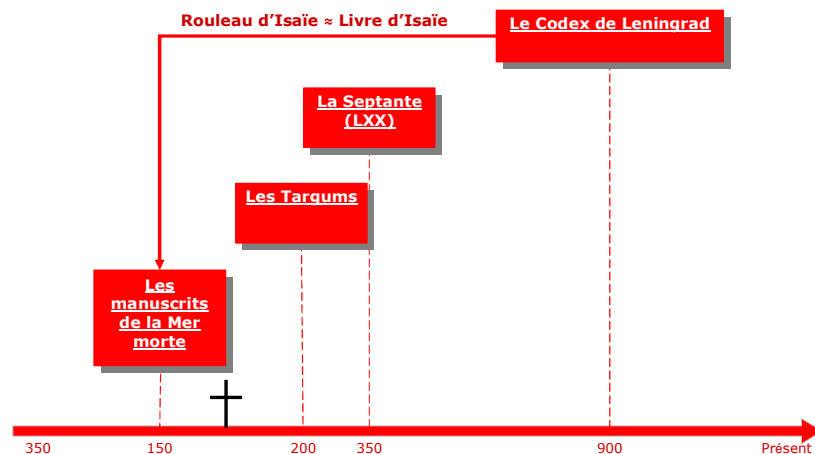 Rouleau d’Isaïe ≈ Livre d’Isaïe
Le Codex de Leningrad
La Septante
(LXX)
Les Targums
Les
manuscrits
de la Mer
morte
350
150
200
350
900
Présent